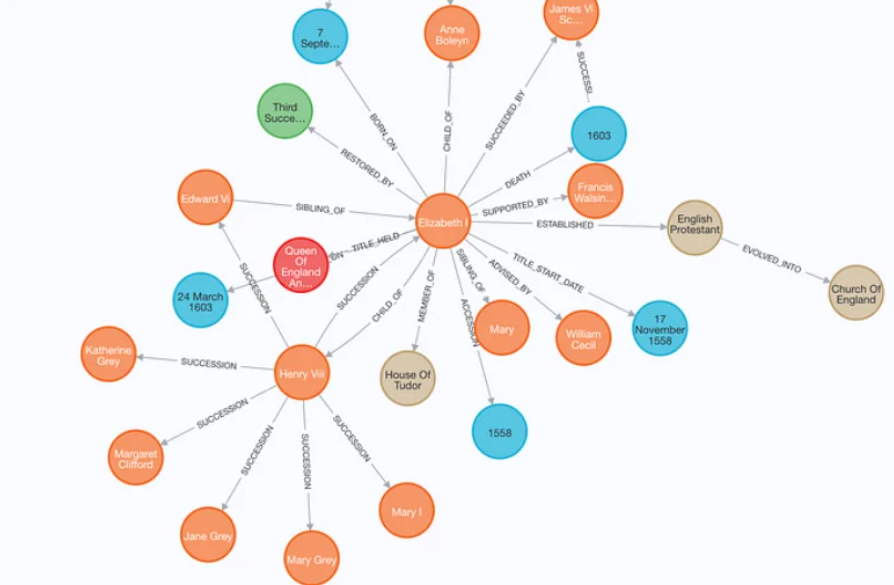 7
Septe...
Anne
Boleyn
James Vi
Sc...
SUCCESSI...
Third
Succe...
BORN_ON
CHILD_OF
SUCCEEDED_BY
1603
RESTORED_BY
DEATH
Edward Vi
SIBLING_OF
Elizabeth I
SUPPORTED_BY
Francis
Walsin...
ESTABLISHED
English
Protestant
EVOLVED_INTO
Church Of
England
Queen
Of
England
An...
ON
TITLE_HELD
24 March
1603
SUCCESSION
SUCCESSION
CHILD_OF
MEMBER_OF
SIBLING_OF
ACCESSION
ADVISED_BY
TITLE_START_DATE
Mary
William
Cecil
17
November
1558
Katherine
Grey
SUCCESSION
Henry Viii
House Of
Tudor
1558
SUCCESSION
Margaret
Clifford
SUCCESSION
SUCCESSION
SUCCESSION
Jane Grey
Mary Grey
Mary I